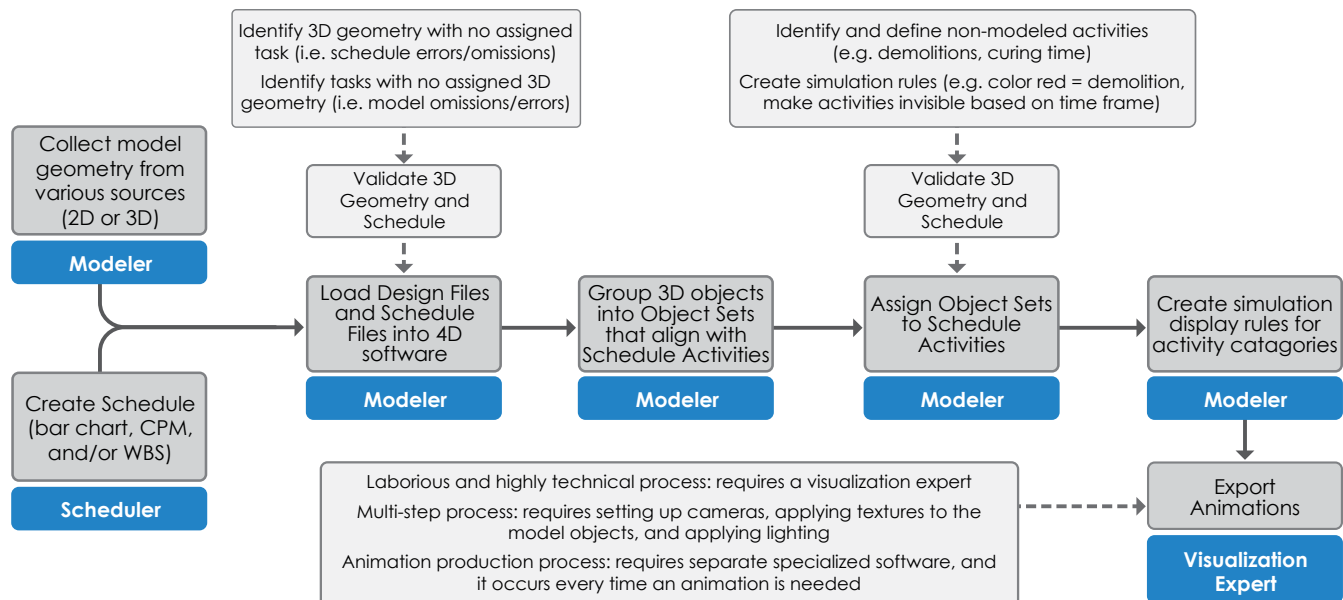 Identify 3D geometry with no assigned
task (i.e. schedule errors/omissions)
Identify tasks with no assigned 3D
geometry (i.e. model omissions/errors)
Identify and define non-modeled activities
(e.g. demolitions, curing time)
Create simulation rules (e.g. color red = demolition,
make activities invisible based on time frame)
Collect model
geometry from
various sources
(2D or 3D)
Modeler
Validate 3D
Geometry and
Schedule
Validate 3D
Geometry and
Schedule
Load Design Files
and Schedule
Files into 4D
software
Modeler
Group 3D objects
into Object Sets
that align with
Schedule Activities
Modeler
Assign Object Sets
to Schedule
Activities
Modeler
Create simulation
display rules for
activity catagories
Modeler
Create Schedule
(bar chart, CPM,
and/or WBS)
Scheduler
Laborious and highly technical process: requires a visualization expert
Multi-step process: requires setting up cameras, applying textures to the
model objects, and applying lighting
Animation production process: requires separate specialized software, and
it occurs every time an animation is needed
Export
Animations
Visualization
Expert